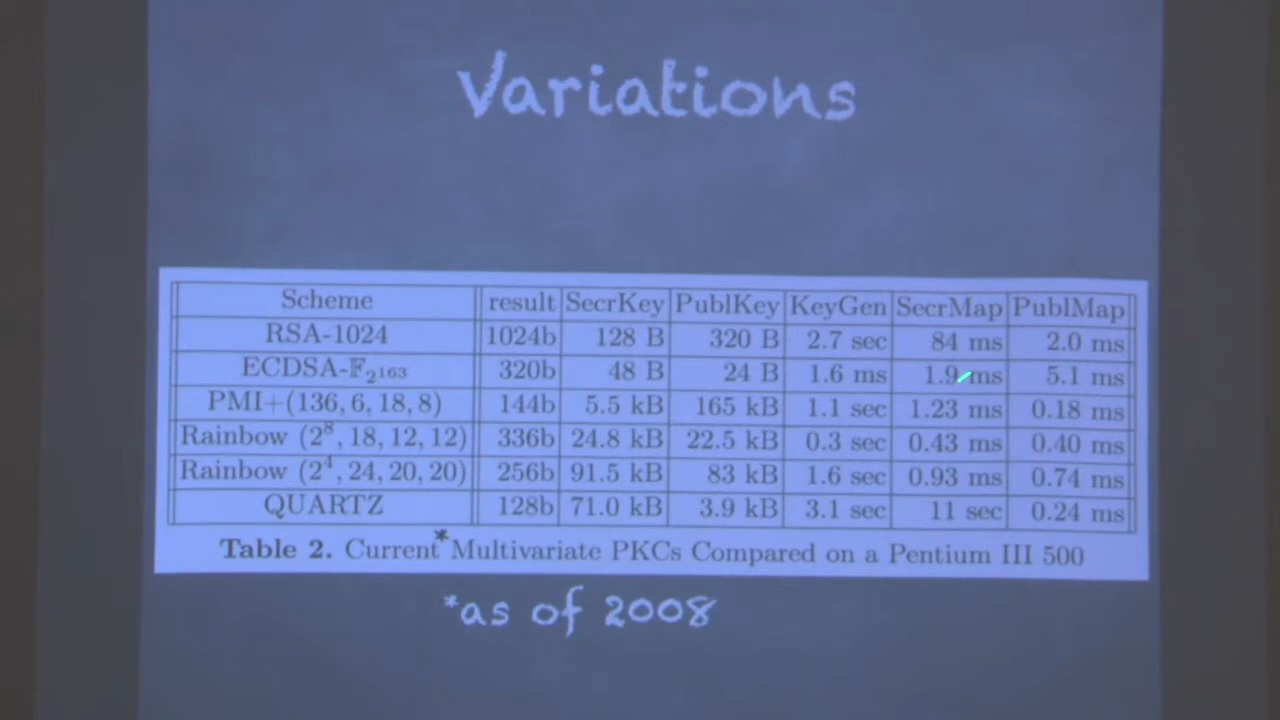 Variations
Scheme result SecrKey PublKey KeyGen SecrMap PublMap
RSA-1024 1024b 128 B 320 B 2.7 sec 84 ms 2.0 ms
ECDSA-𝔽₂163 320b 48 B 24 B 1.6 ms 1.9 ms 5.1 ms
PMI+(136, 6, 18, 8) 144b 5.5 kB 165 kB 1.1 sec 1.23 ms 0.18 ms
Rainbow (2⁸, 18, 12, 12) 336b 24.8 kB 22.5 kB 0.3 sec 0.43 ms 0.40 ms
Rainbow (2⁴, 24, 20, 20) 256b 91.5 kB 83 kB 1.6 sec 0.93 ms 0.74 ms
QUARTZ 128b 71.0 kB 3.9 kB 3.1 sec 11 sec 0.24 ms
Table 2. Current* Multivariate PKCs Compared on a Pentium III 500
*as of 2008